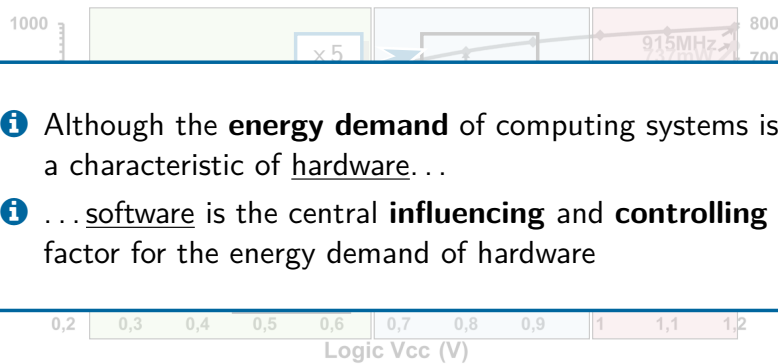 1000
800
× 5
915MHz
737mW
700
Although the energy demand of computing systems is
a characteristic of hardware...
...software is the central influencing and controlling
factor for the energy demand of hardware
0,2 0,3 0,4 0,5 0,6 0,7 0,8 0,9 1 1,1 1,2
Logic Vcc (V)